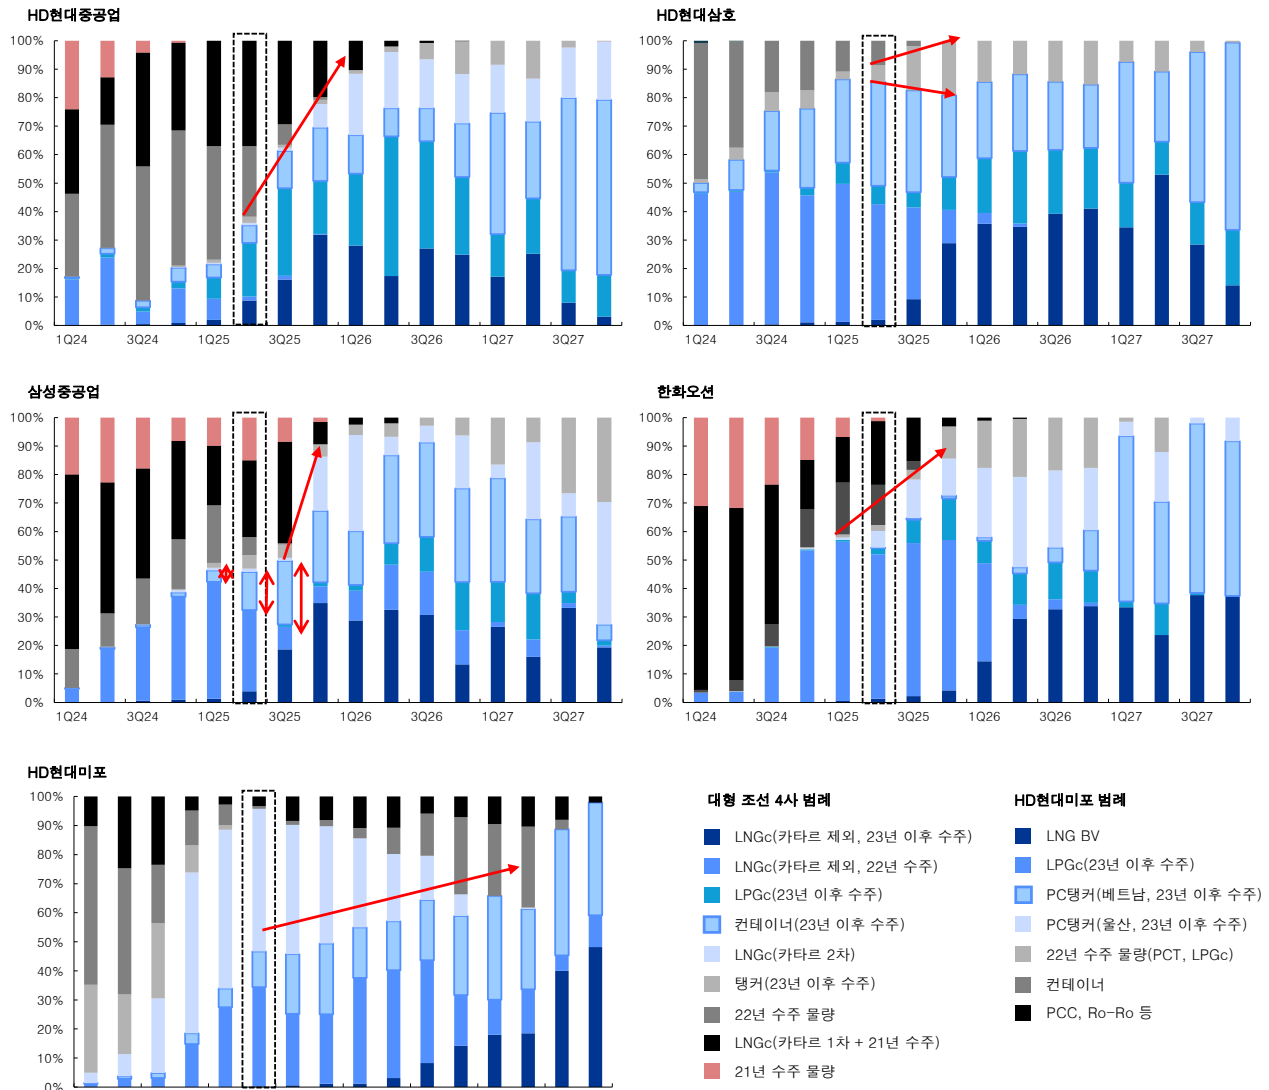 HD현대중공업
100%
90%
80%
70%
60%
50%
40%
30%
20%
10%
0%
1Q24 3Q24 1Q25 3Q25 1Q26 3Q26 1Q27 3Q27
HD현대삼호
100%
90%
80%
70%
60%
50%
40%
30%
20%
10%
0%
1Q24 3Q24 1Q25 3Q25 1Q26 3Q26 1Q27 3Q27
삼성중공업
100%
90%
80%
70%
60%
50%
40%
30%
20%
10%
0%
1Q24 3Q24 1Q25 3Q25 1Q26 3Q26 1Q27 3Q27
한화오션
100%
90%
80%
70%
60%
50%
40%
30%
20%
10%
0%
1Q24 3Q24 1Q25 3Q25 1Q26 3Q26 1Q27 3Q27
HD현대미포
100%
90%
80%
70%
60%
50%
40%
30%
20%
10%
0%
대형 조선 4사 범례
LNGc(카타르 제외, 23년 이후 수주)
LNGc(카타르 제외, 22년 수주)
LPGc(23년 이후 수주)
컨테이너(23년 이후 수주)
LNGc(카타르 2차)
탱커(23년 이후 수주)
22년 수주 물량
LNGc(카타르 1차 + 21년 수주)
21년 수주 물량
HD현대미포 범례
LNG BV
LPGc(23년 이후 수주)
PC탱커(베트남, 23년 이후 수주)
PC탱커(울산, 23년 이후 수주)
22년 수주 물량(PCT, LPGc)
컨테이너
PCC, Ro-Ro 등